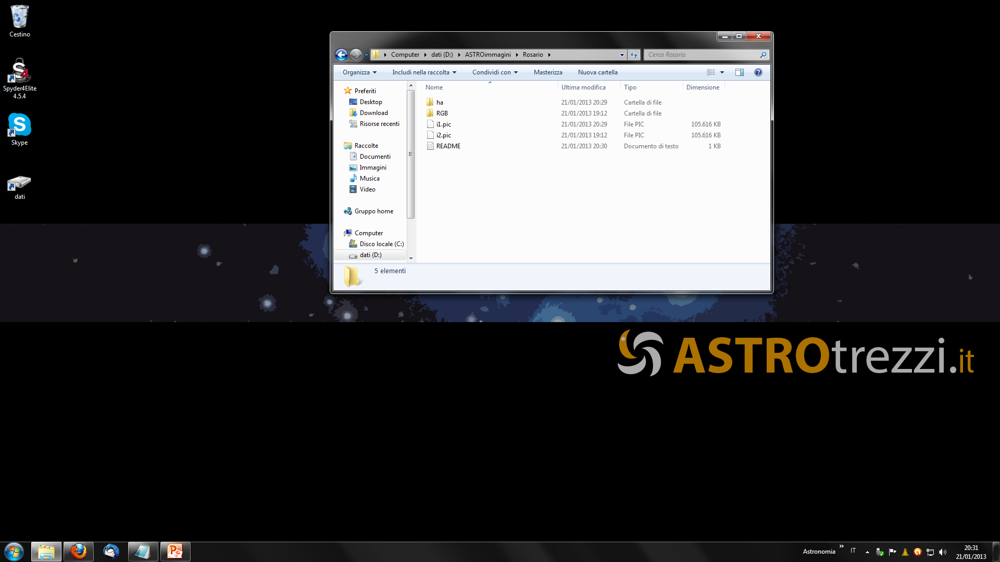 Cestino
Spyder4Elite
4.5.4
Skype
dati
Computer dati (D:) ASTROimmagini Rosario
Cerca Rosario
Organizza Includi nella raccolta Condividi con Masterizza Nuova cartella
Preferiti
Desktop
Download
Risorse recenti
Raccolte
Documenti
Immagini
Musica
Video
Gruppo home
Computer
Disco locale (C:)
dati (D:)
Nome Ultima modifica Tipo Dimensione
ha 21/01/2013 20:29 Cartella di file
RGB 21/01/2013 19:12 Cartella di file
i1.pic 21/01/2013 20:29 File PIC 105.616 KB
i2.pic 21/01/2013 19:12 File PIC 105.616 KB
README 21/01/2013 20:30 Documento di testo 1 KB
5 elementi
ASTROtrezzi.it
Astronomia IT
20:31
21/01/2013